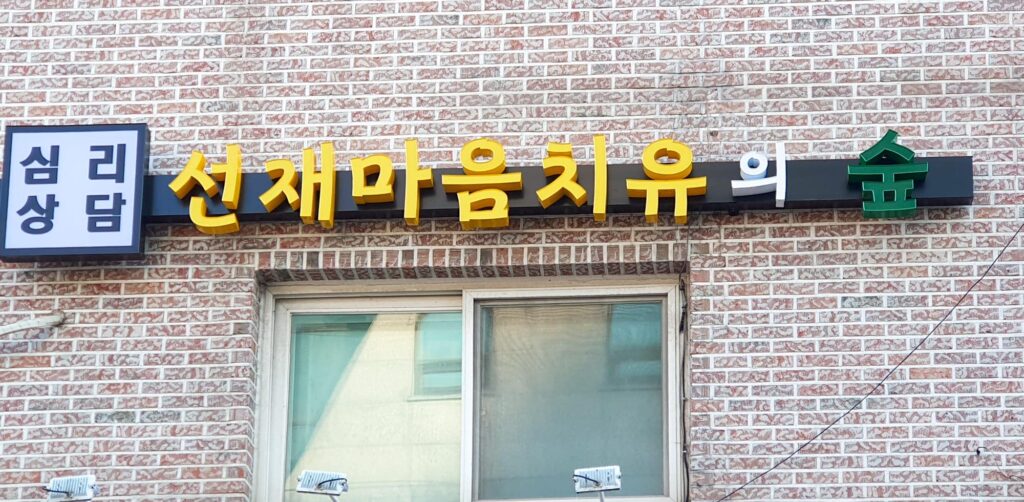 심리
상담
선재마음치유의 숲